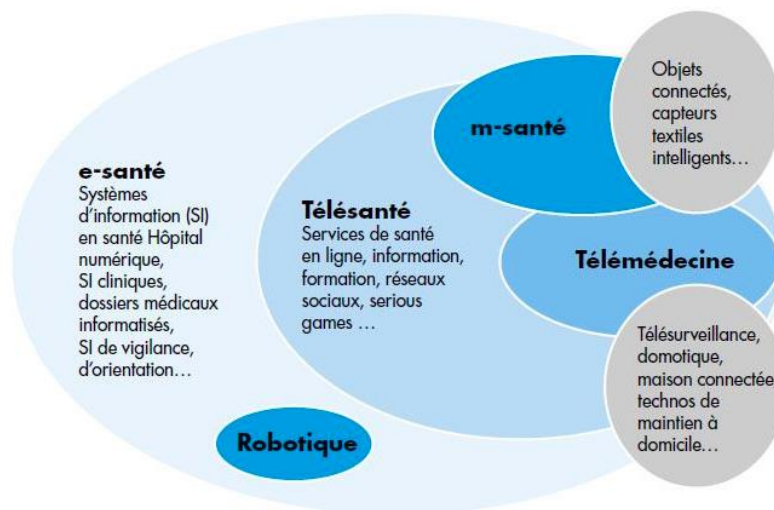 e-santé
Systèmes
d'information (SI)
en santé Hôpital
numérique,
SI cliniques,
dossiers médicaux
informatisés,
SI de vigilance,
d'orientation…
Télésanté
Services de santé
en ligne, information,
formation, réseaux
sociaux, serious
games …
m-santé
Objets
connectés,
capteurs
textiles
intelligents…
Télémédecine
Télésurveillance,
domotique,
maison connectée
technos de
maintien à
domicile…
Robotique